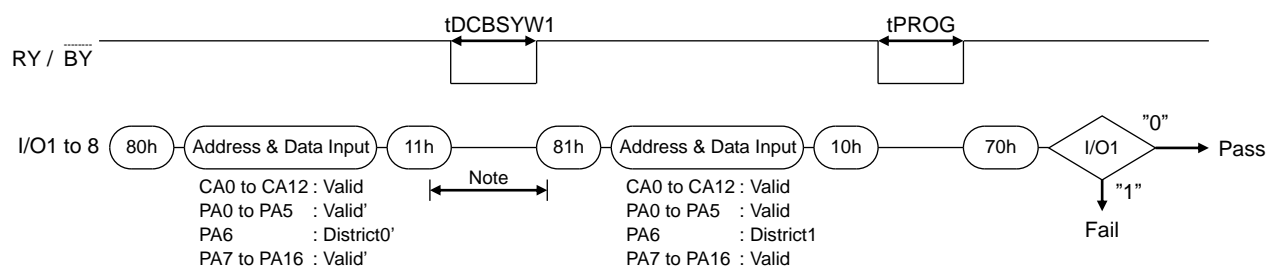 tDCBSYW1 tPROG
RY / BY
I/O1 to 8 80h Address & Data Input 11h 81h Address & Data Input 10h 70h I/O1 "0" Pass
Note "1"
CA0 to CA12 : Valid CA0 to CA12 : Valid
PA0 to PA5 : Valid' PA0 to PA5 : Valid
PA6 : District0' PA6 : District1
PA7 to PA16 : Valid' PA7 to PA16 : Valid
Fail